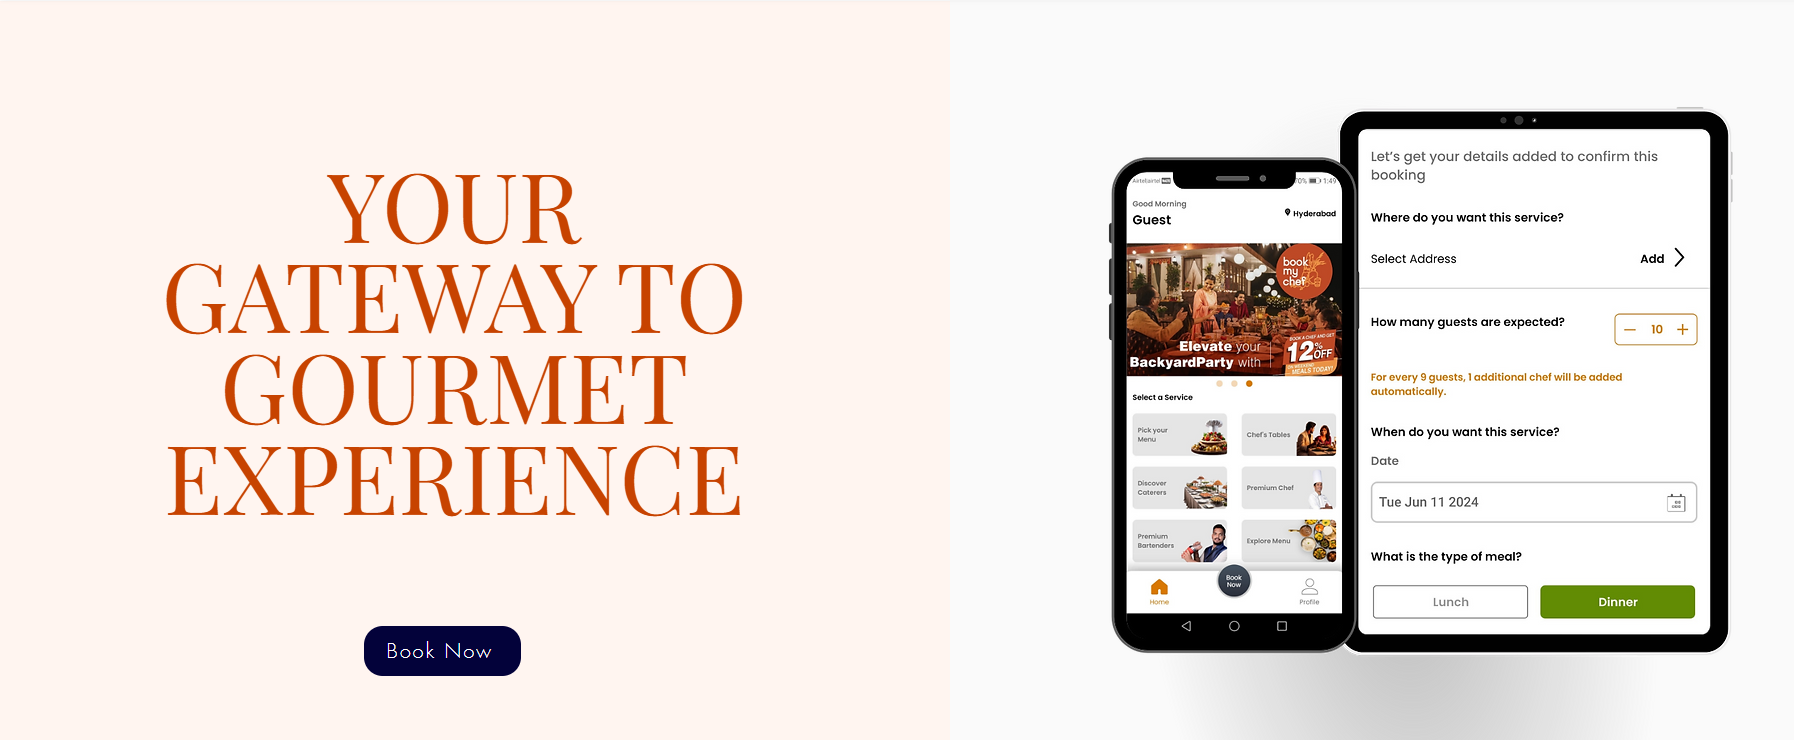 YOUR
GATEWAY TO
GOURMET
EXPERIENCE
Book Now
1:49
Good Morning
Guest
Hyderabad
book
my
chef
Elevate your
BackyardParty with
BOOK A CHEF AND GET
12% OFF
ON WEEKEND
MEALS TODAY!
Select a Service
Pick your
Menu
Chef's Tables
Discover
Caterers
Premium Chef
Premium
Bartenders
Explore Menu
Book
Now
Home
Profile
Let's get your details added to confirm this
booking
Where do you want this service?
Select Address
Add
How many guests are expected?
– 10 +
For every 9 guests, 1 additional chef will be added
automatically.
When do you want this service?
Date
Tue Jun 11 2024
What is the type of meal?
Lunch
Dinner